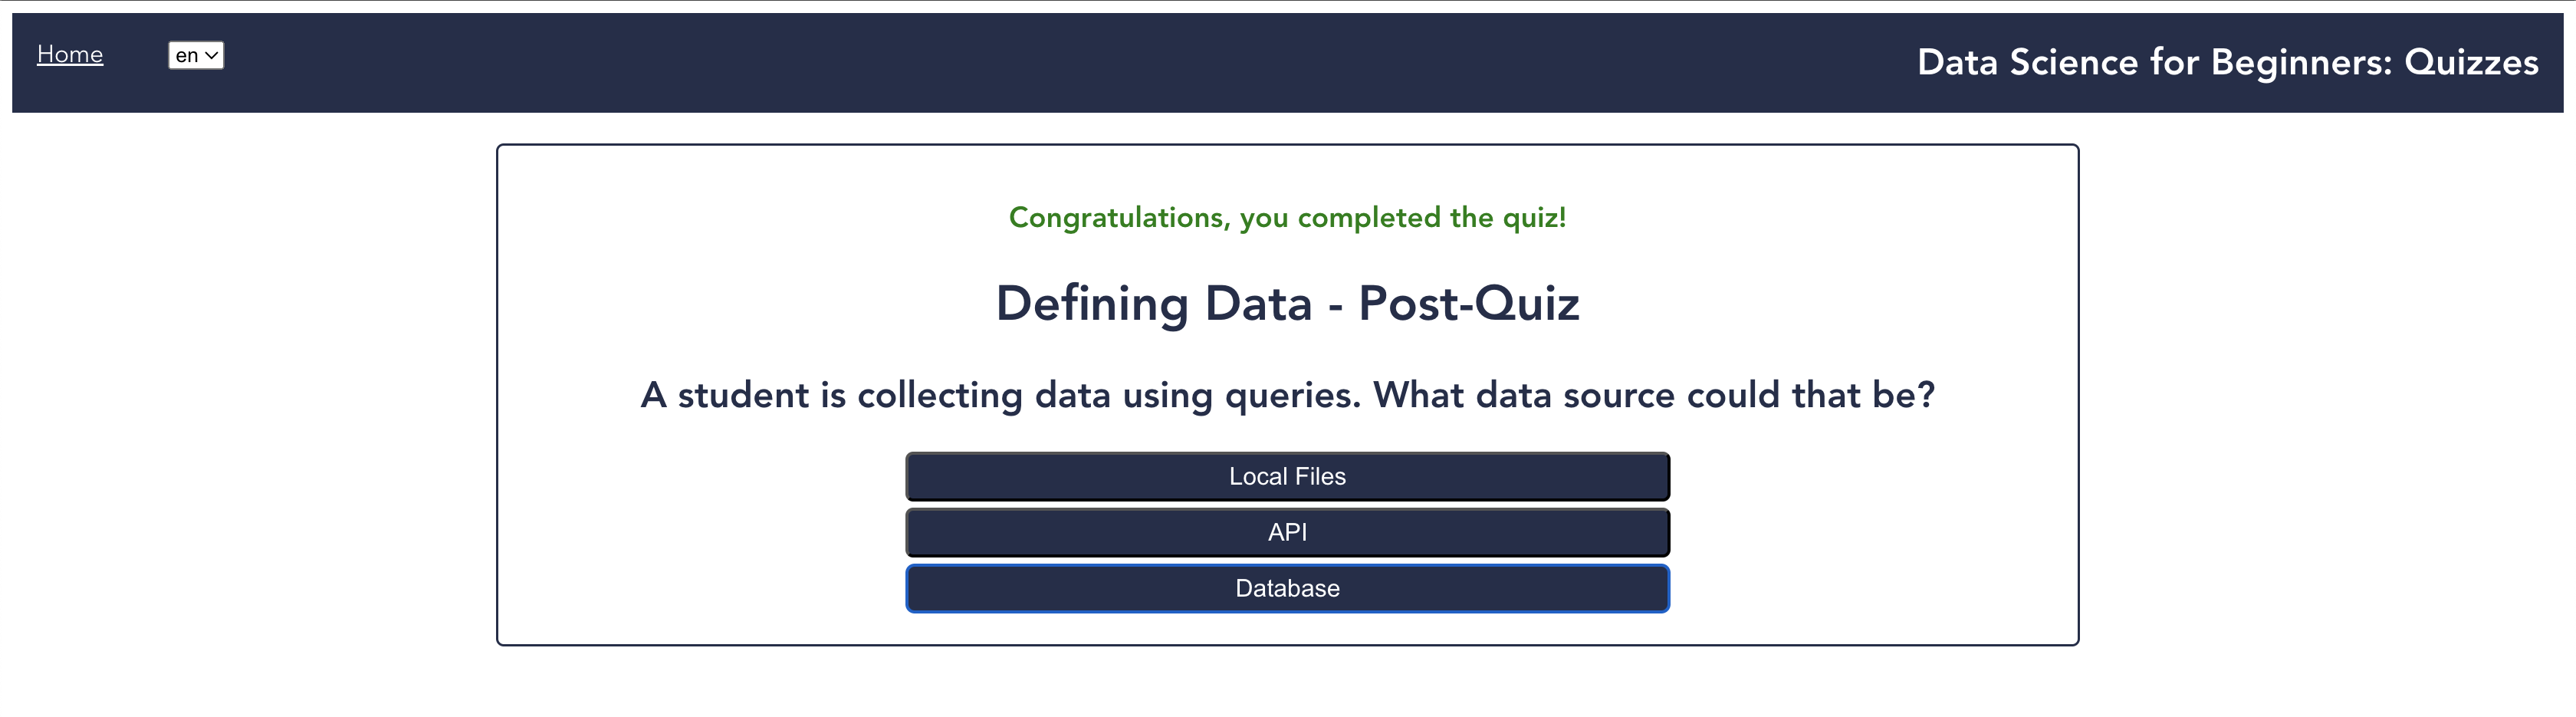 Home
en
Data Science for Beginners: Quizzes
Congratulations, you completed the quiz!
Defining Data - Post-Quiz
A student is collecting data using queries. What data source could that be?
Local Files
API
Database